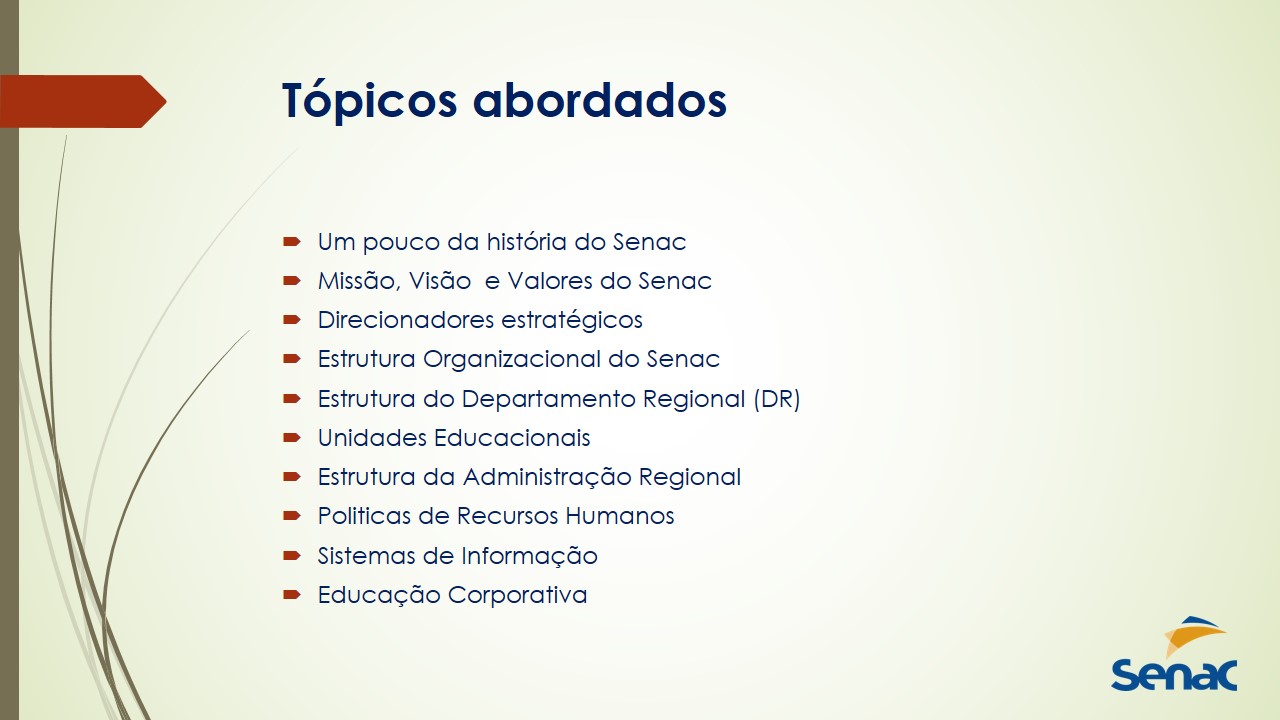 Tópicos abordados
Um pouco da história do Senac
Missão, Visão  e Valores do Senac
Direcionadores estratégicos
Estrutura Organizacional do Senac
Estrutura do Departamento Regional (DR)
Unidades Educacionais
Estrutura da Administração Regional
Politicas de Recursos Humanos
Sistemas de Informação
Educação Corporativa
Senac